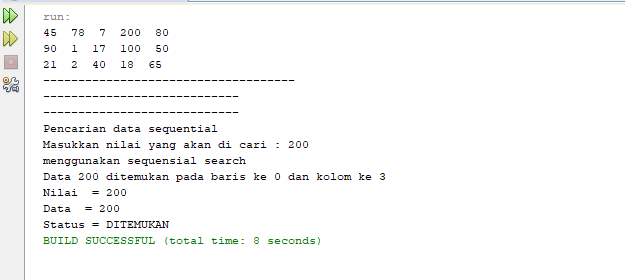 run:
45  78  7  200  80
90  1  17  100  50
21  2  40  18  65
------------------------------------
----------------------------
----------------------------
Pencarian data sequential
Masukkan nilai yang akan di cari : 200
menggunakan sequensial search
Data 200 ditemukan pada baris ke 0 dan kolom ke 3
Nilai  = 200
Data  = 200
Status = DITEMUKAN
BUILD SUCCESSFUL (total time: 8 seconds)